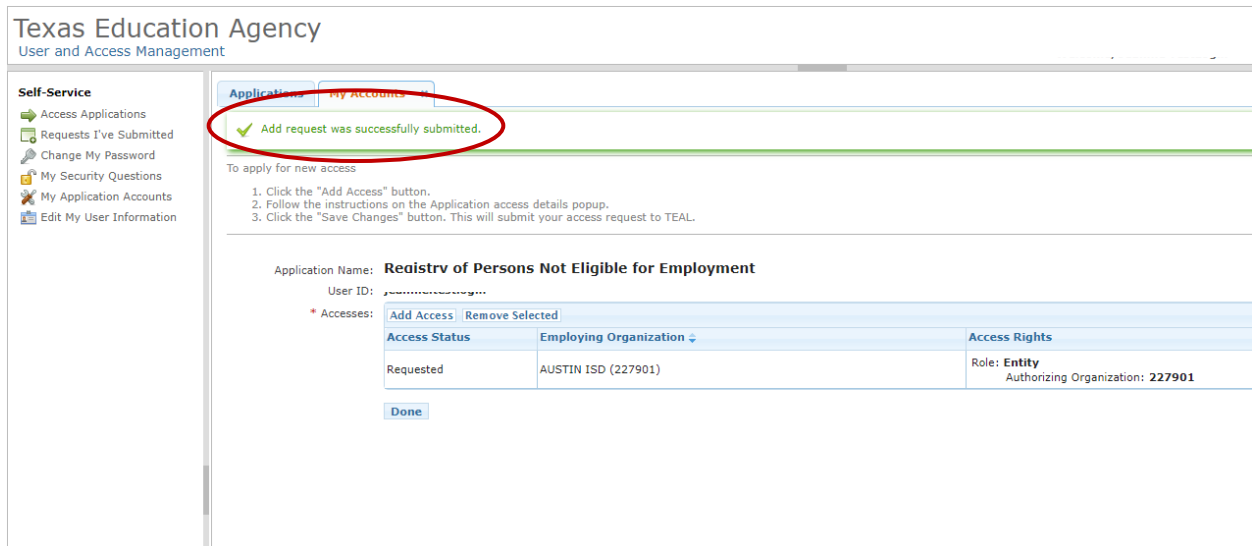 Texas Education Agency
User and Access Management
Self-Service
Access Applications
Requests I've Submitted
Change My Password
My Security Questions
My Application Accounts
Edit My User Information
Applications My Accounts ×
Add request was successfully submitted.
To apply for new access
1. Click the "Add Access" button.
2. Follow the instructions on the Application access details popup.
3. Click the "Save Changes" button. This will submit your access request to TEAL.
Application Name: Registry of Persons Not Eligible for Employment
User ID:
* Accesses: Add Access Remove Selected
Access Status Employing Organization Access Rights
Requested AUSTIN ISD (227901) Role: Entity
Authorizing Organization: 227901
Done